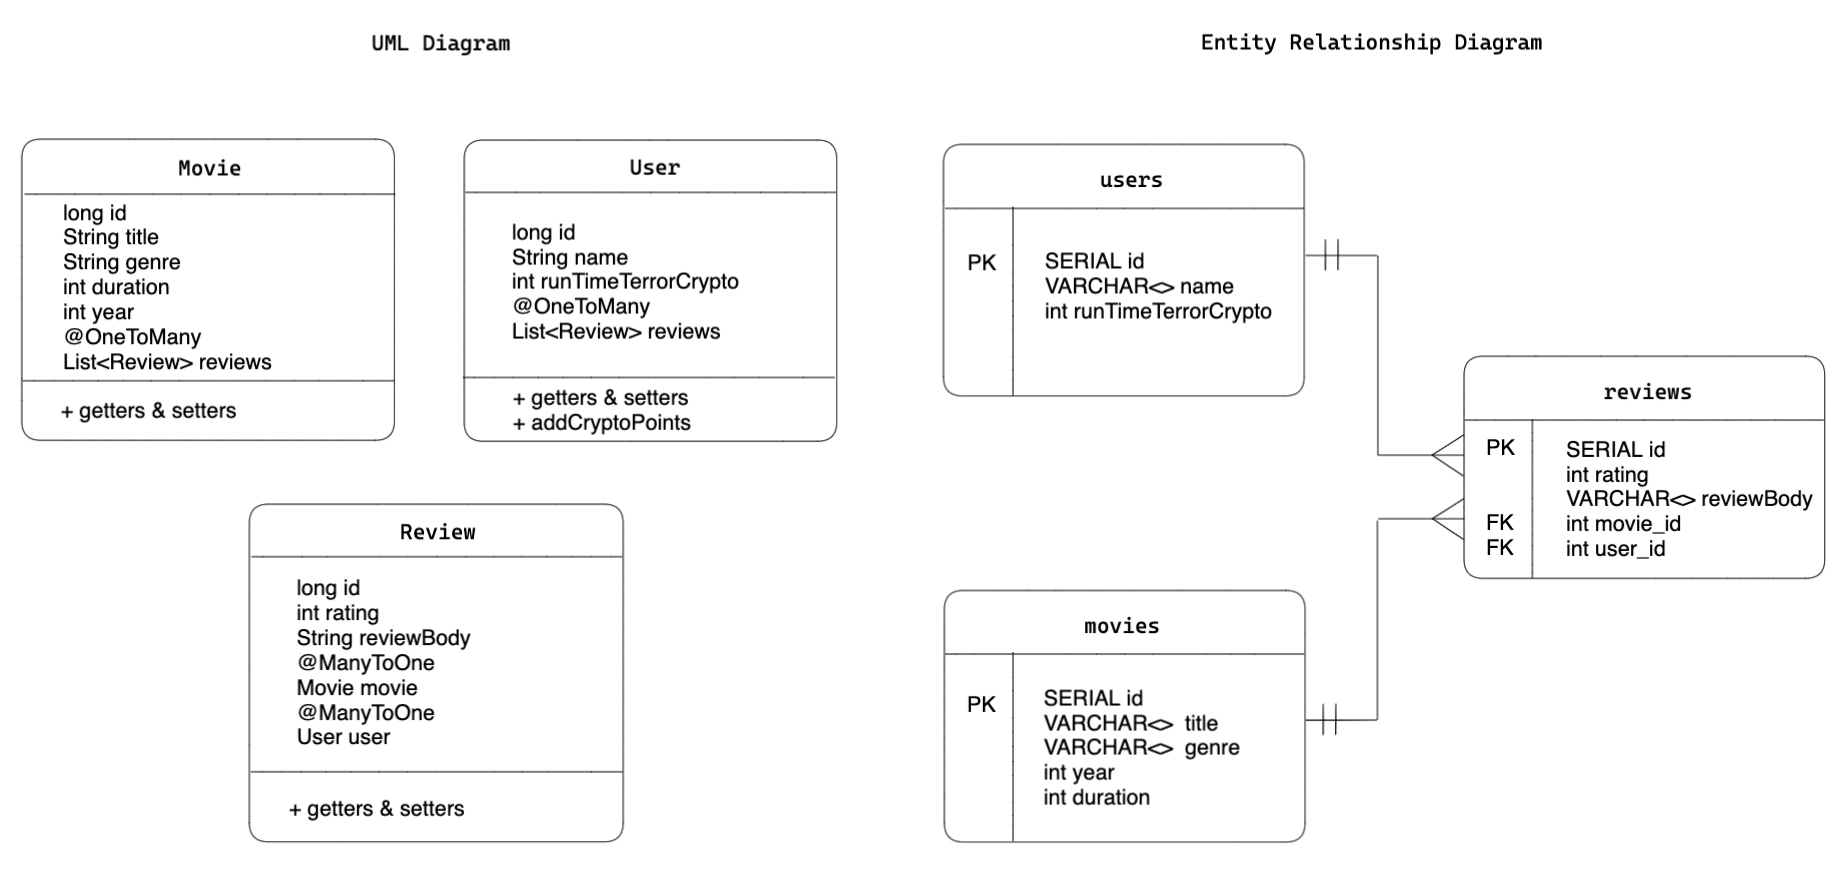 UML Diagram
Entity Relationship Diagram
Movie
long id
String title
String genre
int duration
int year
@OneToMany
List<Review> reviews
+ getters & setters
User
long id
String name
int runTimeTerrorCrypto
@OneToMany
List<Review> reviews
+ getters & setters
+ addCryptoPoints
Review
long id
int rating
String reviewBody
@ManyToOne
Movie movie
@ManyToOne
User user
+ getters & setters
users
PK SERIAL id
VARCHAR<> name
int runTimeTerrorCrypto
reviews
PK SERIAL id
int rating
VARCHAR<> reviewBody
FK int movie_id
FK int user_id
movies
PK SERIAL id
VARCHAR<> title
VARCHAR<> genre
int year
int duration